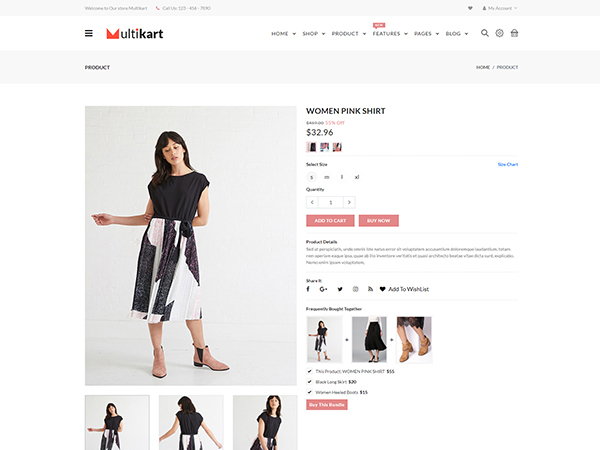 Welcome to Our store Multikart
Call Us: 123 - 456 - 7890
My Account
Multikart
HOME
SHOP
PRODUCT
NEW
FEATURES
PAGES
BLOG
PRODUCT
HOME / PRODUCT
WOMEN PINK SHIRT
55% Off
$32.96
Select Size
Size Chart
s m l xl
Quantity
1
ADD TO CART
BUY NOW
Product Details
Sed ut perspiciatis, unde omnis iste natus error sit voluptatem accusantium doloremque laudantium, totam
rem aperiam eaque ipsa, quae ab illo inventore veritatis et quasi architecto beatae vitae dicta sunt, explicabo.
Nemo enim ipsam voluptatem,
Share It
Add To WishList
Frequently Bought Together
+
+
This Product: WOMEN PINK SHIRT $55
Black Long Skirt $20
Women Heeled Boots $15
Buy This Bundle